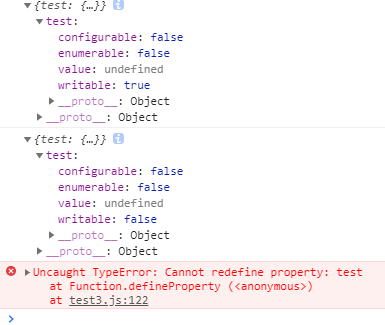 ▼{test: {…}} i
▼test:
configurable: false
enumerable: false
value: undefined
writable: true
▶__proto__: Object
▶__proto__: Object
▼{test: {…}} i
▼test:
configurable: false
enumerable: false
value: undefined
writable: false
▶__proto__: Object
▶__proto__: Object
▶Uncaught TypeError: Cannot redefine property: test
at Function.defineProperty (<anonymous>)
at test3.js:122
>